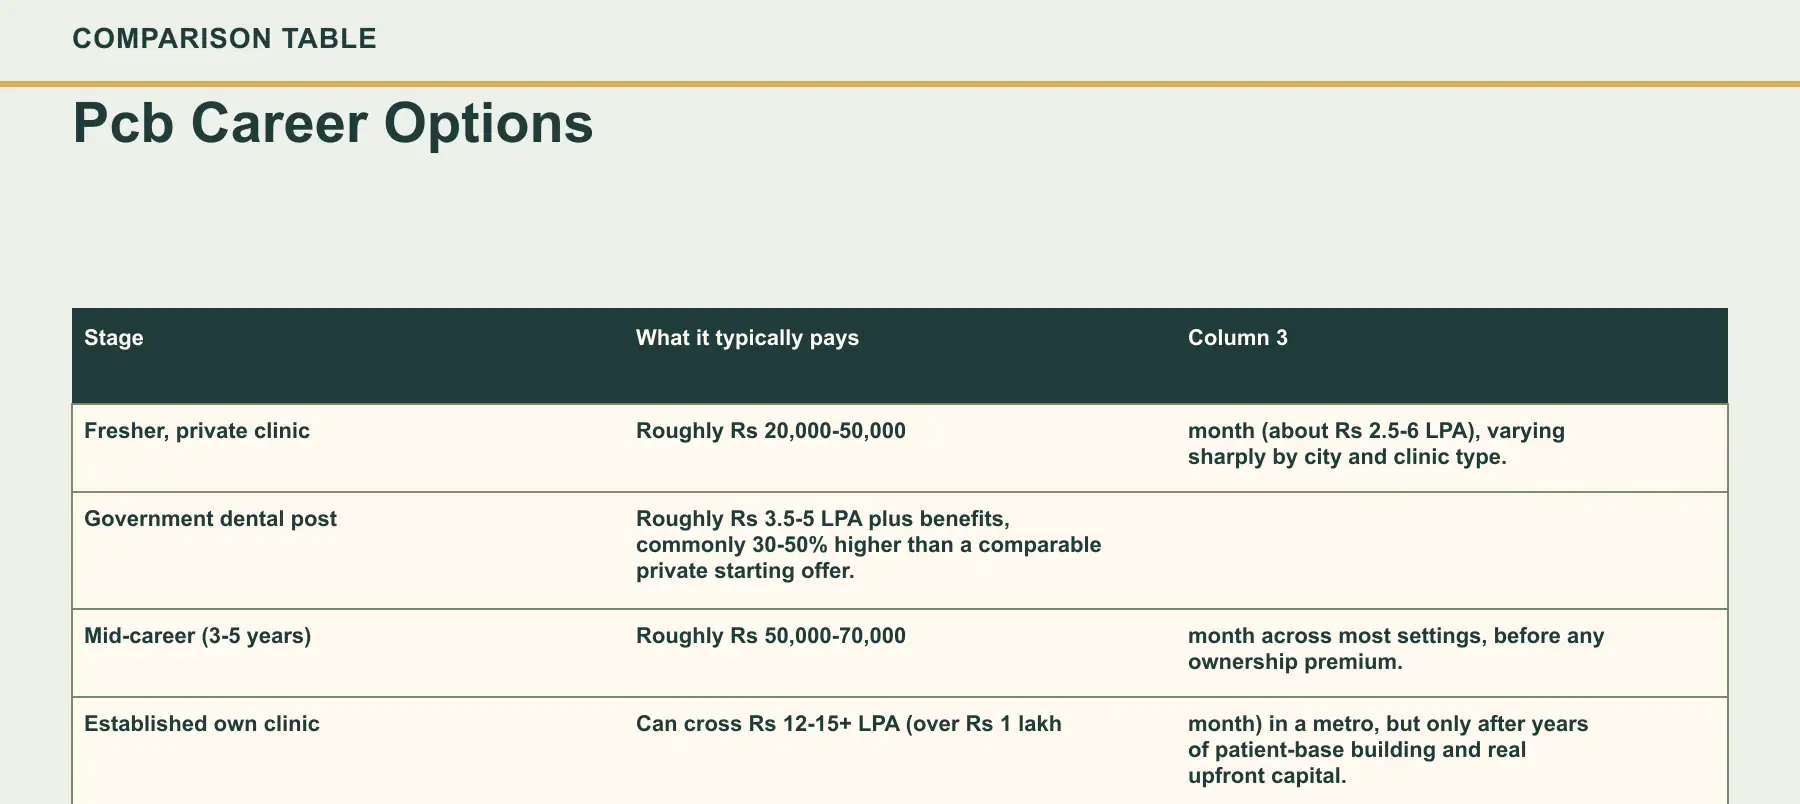 COMPARISON TABLE
Pcb Career Options
Stage
What it typically pays
Column 3
Fresher, private clinic
Roughly Rs 20,000-50,000
month (about Rs 2.5-6 LPA), varying
sharply by city and clinic type.
Government dental post
Roughly Rs 3.5-5 LPA plus benefits,
commonly 30-50% higher than a comparable
private starting offer.
Mid-career (3-5 years)
Roughly Rs 50,000-70,000
month across most settings, before any
ownership premium.
Established own clinic
Can cross Rs 12-15+ LPA (over Rs 1 lakh
month) in a metro, but only after years
of patient-base building and real
upfront capital.